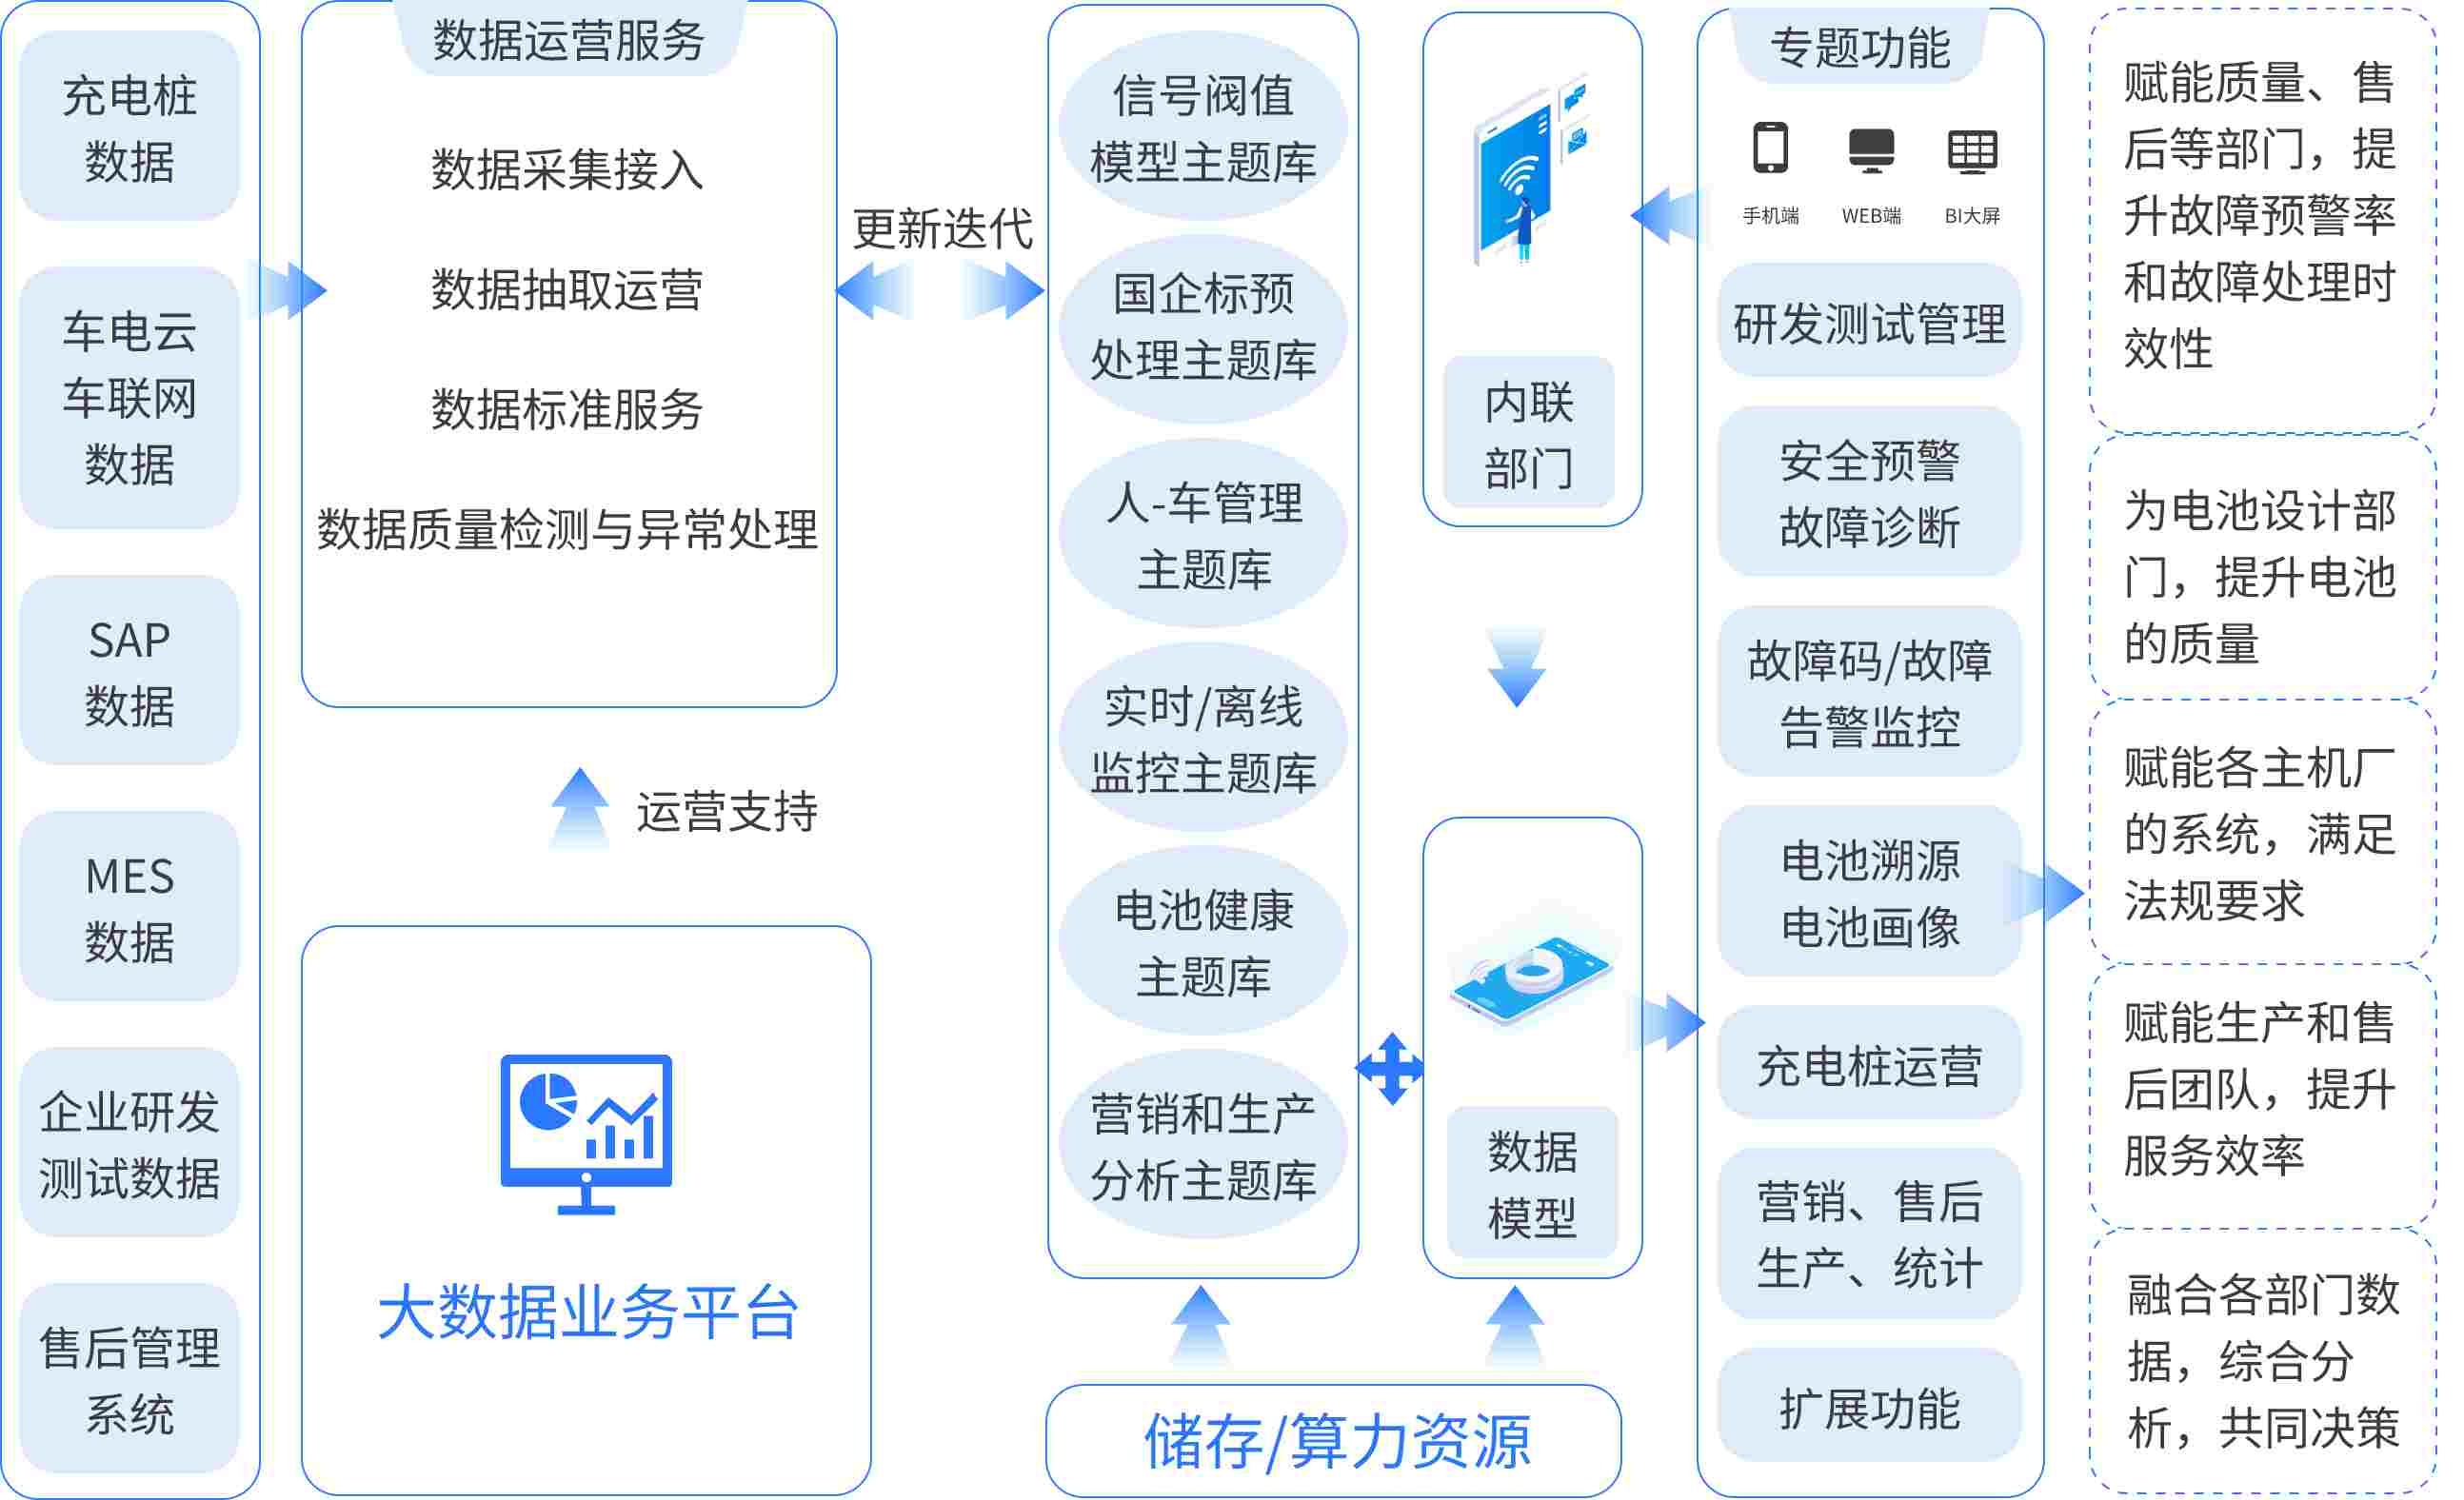 充电桩
数据
车电云
车联网
数据
SAP
数据
MES
数据
企业研发
测试数据
售后管理
系统
数据运营服务
数据采集接入
数据抽取运营
数据标准服务
数据质量检测与异常处理
运营支持
大数据业务平台
更新迭代
信号阀值
模型主题库
国企标预
处理主题库
人-车管理
主题库
实时/离线
监控主题库
电池健康
主题库
营销和生产
分析主题库
储存/算力资源
内联
部门
数据
模型
专题功能
手机端
WEB端
BI大屏
研发测试管理
安全预警
故障诊断
故障码/故障
告警监控
电池溯源
电池画像
充电桩运营
营销、售后
生产、统计
扩展功能
赋能质量、售
后等部门，提
升故障预警率
和故障处理时
效性
为电池设计部
门，提升电池
的质量
赋能各主机厂
的系统，满足
法规要求
赋能生产和售
后团队，提升
服务效率
融合各部门数
据，综合分
析，共同决策